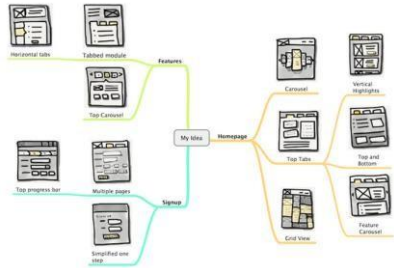 Horizontal tabs
Tabbed module
Features
Top Carousel
My Idea
Homepage
Carousel
Vertical
Highlights
Top Tabs
Top and
Bottom
Grid View
Feature
Carousel
Top progress bar
Multiple pages
Signup
Simplified one
step